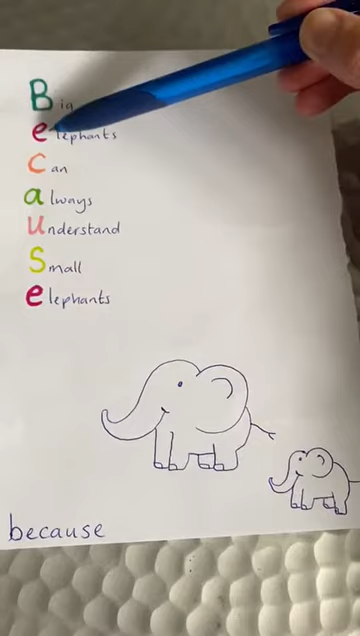 Big
elephants
Can
always
understand
Small
elephants
because